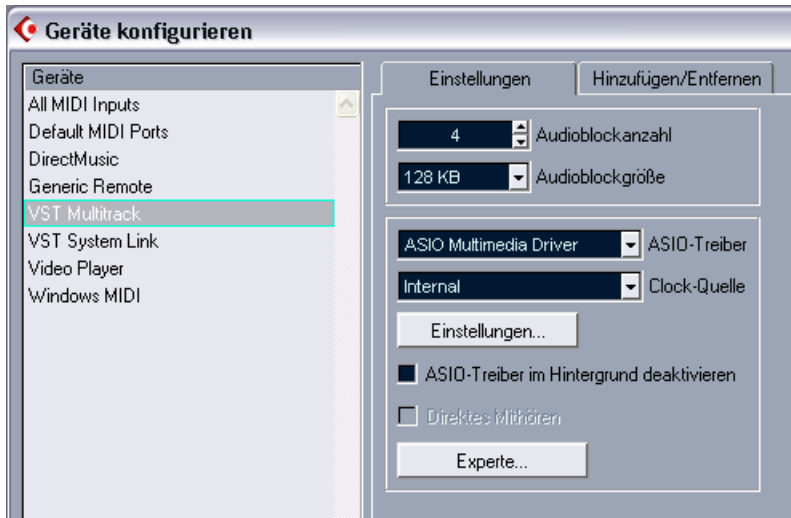 Geräte konfigurieren
Geräte
All MIDI Inputs
Default MIDI Ports
DirectMusic
Generic Remote
VST Multitrack
VST System Link
Video Player
Windows MIDI
Einstellungen
Hinzufügen/Entfernen
4 Audioblockanzahl
128 KB Audioblockgröße
ASIO Multimedia Driver ASIO-Treiber
Internal Clock-Quelle
Einstellungen...
ASIO-Treiber im Hintergrund deaktivieren
Direktes Mithören
Experte...